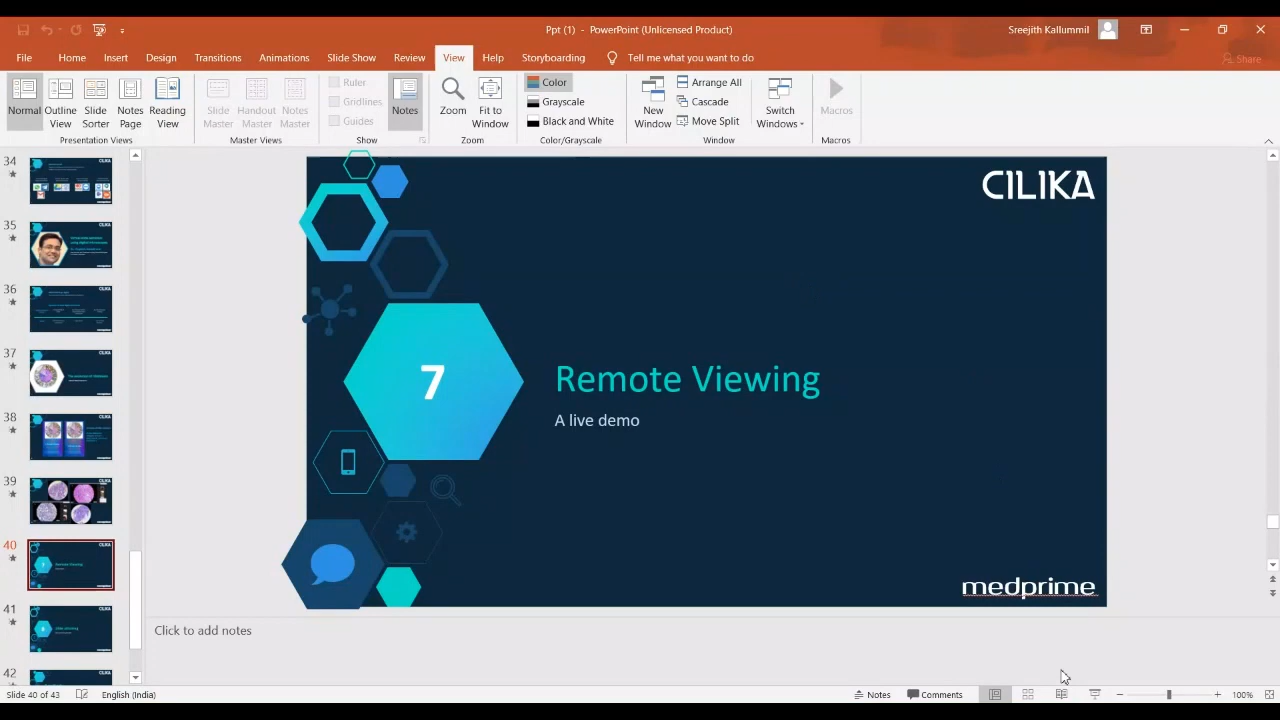 Ppt (1) - PowerPoint (Unlicensed Product)
Sreejith Kallummil
File Home Insert Design Transitions Animations Slide Show Review View Help Storyboarding Tell me what you want to do Share
Normal Outline View Slide Sorter Notes Page Reading View
Presentation Views
Slide Master Handout Master Notes Master
Master Views
Ruler
Gridlines
Guides
Show
Notes
Zoom Fit to Window
Zoom
Color
Grayscale
Black and White
Color/Grayscale
New Window
Arrange All
Cascade
Move Split
Switch Windows
Window
Macros
Macros
34
35
36
37
38
39
40
41
42
CILIKA
7
Remote Viewing
A live demo
medprime
Click to add notes
Slide 40 of 43 English (India) Notes Comments 100%